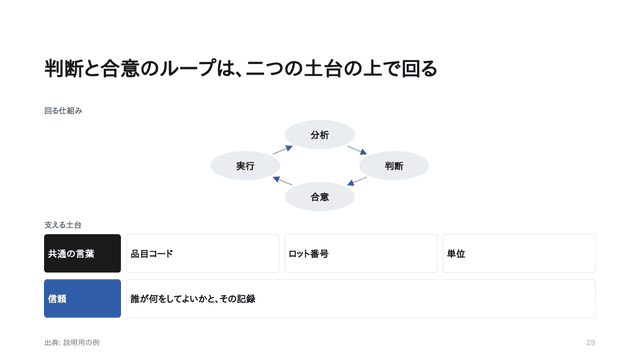 判断と合意のループは、二つの土台の上で回る
回る仕組み
分析
実行
判断
合意
支える土台
共通の言葉
品目コード
ロット番号
単位
信頼
誰が何をしてよいかと、その記録
出典: 説明用の例
28